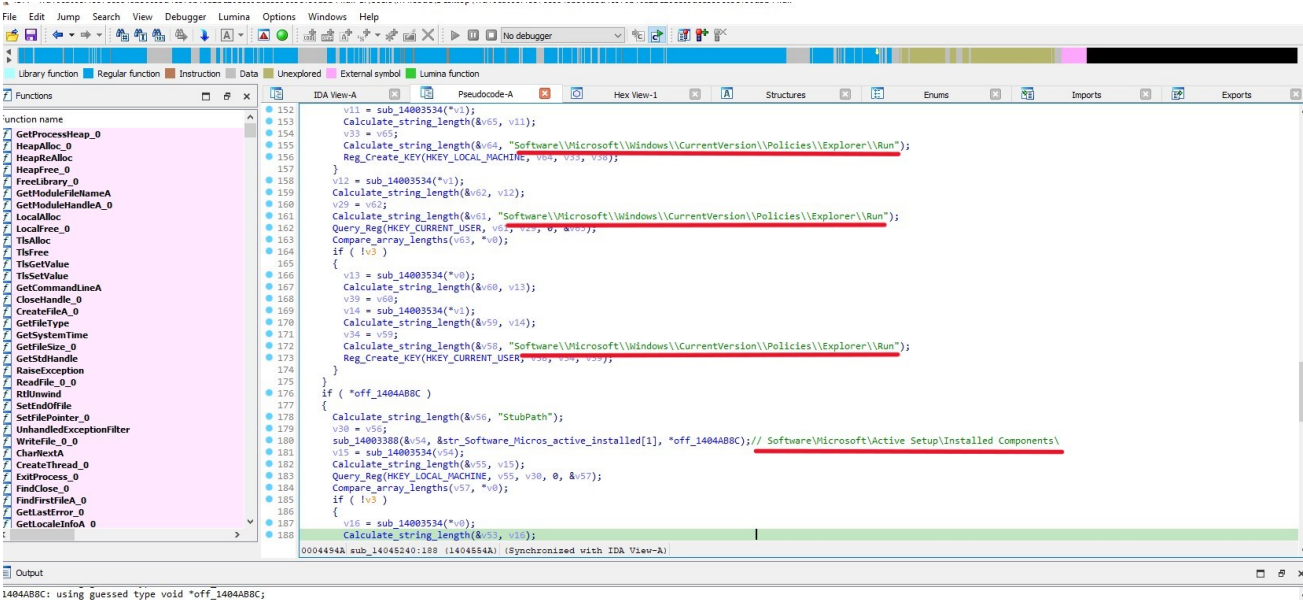 File Edit Jump Search View Debugger Lumina Options Windows Help
No debugger
Library function Regular function Instruction Data Unexplored External symbol Lumina function
Functions
IDA View-A Pseudocode-A Hex View-1 Structures Enums Imports Exports
Function name
GetProcessHeap_0
HeapAlloc_0
HeapReAlloc
HeapFree_0
FreeLibrary_0
GetModuleFileNameA
GetModuleHandleA_0
LocalAlloc
LocalFree_0
TlsAlloc
TlsFree
TlsGetValue
TlsSetValue
GetCommandLineA
CloseHandle_0
CreateFileA_0
GetFileType
GetSystemTime
GetFileSize_0
GetStdHandle
RaiseException
ReadFile_0_0
RtlUnwind
SetEndOfFile
SetFilePointer_0
UnhandledExceptionFilter
WriteFile_0_0
CharNextA
CreateThread_0
ExitProcess_0
FindClose_0
FindFirstFileA_0
GetLastError_0
GetLocaleInfoA_0
152 v11 = sub_14003534(*v1);
153 Calculate_string_length(&v65, v11);
154 v33 = v65;
155 Calculate_string_length(&v64, "Software\\Microsoft\\Windows\\CurrentVersion\\Policies\\Explorer\\Run");
156 Reg_Create_KEY(HKEY_LOCAL_MACHINE, v64, v33, v38);
157 }
158 v12 = sub_14003534(*v1);
159 Calculate_string_length(&v62, v12);
160 v29 = v62;
161 Calculate_string_length(&v61, "Software\\Microsoft\\Windows\\CurrentVersion\\Policies\\Explorer\\Run");
162 Query_Reg(HKEY_CURRENT_USER, v61, v29, 0, &v63);
163 Compare_array_lengths(v63, *v0);
164 if ( !v3 )
165 {
166 v13 = sub_14003534(*v0);
167 Calculate_string_length(&v60, v13);
168 v39 = v60;
169 v14 = sub_14003534(*v1);
170 Calculate_string_length(&v59, v14);
171 v34 = v59;
172 Calculate_string_length(&v58, "Software\\Microsoft\\Windows\\CurrentVersion\\Policies\\Explorer\\Run");
173 Reg_Create_KEY(HKEY_CURRENT_USER, v58, v34, v39);
174 }
175 }
176 if ( *off_1404AB8C )
177 {
178 Calculate_string_length(&v56, "StubPath");
179 v30 = v56;
180 sub_14003388(&v54, &str_Software_Micros_active_installed[1], *off_1404AB8C);// Software\Microsoft\Active Setup\Installed Components\
181 v15 = sub_14003534(v54);
182 Calculate_string_length(&v55, v15);
183 Query_Reg(HKEY_LOCAL_MACHINE, v55, v30, 0, &v57);
184 Compare_array_lengths(v57, *v0);
185 if ( !v3 )
186 {
187 v16 = sub_14003534(*v0);
188 Calculate_string_length(&v53, v16);
0004494A sub_14045240:188 (1404554A) (Synchronized with IDA View-A)
Output
1404AB8C: using guessed type void *off_1404AB8C;